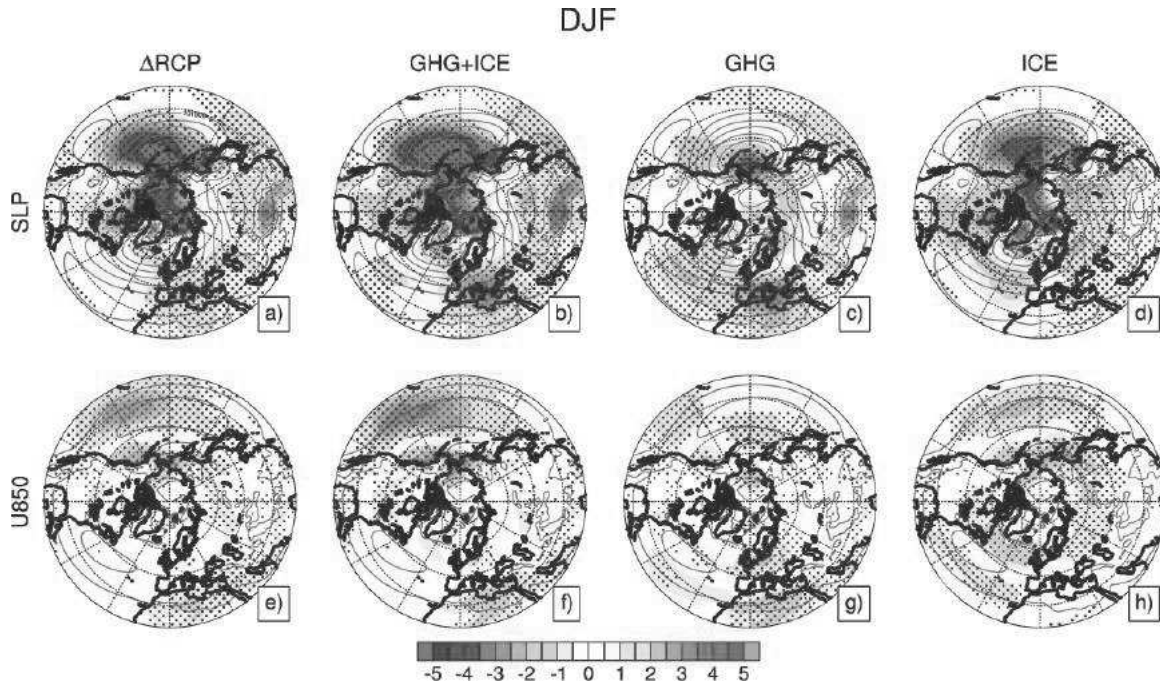 DJF
ΔRCP GHG+ICE GHG ICE
SLP
a) b) c) d)
U850
e) f) g) h)
-5 -4 -3 -2 -1 0 1 2 3 4 5